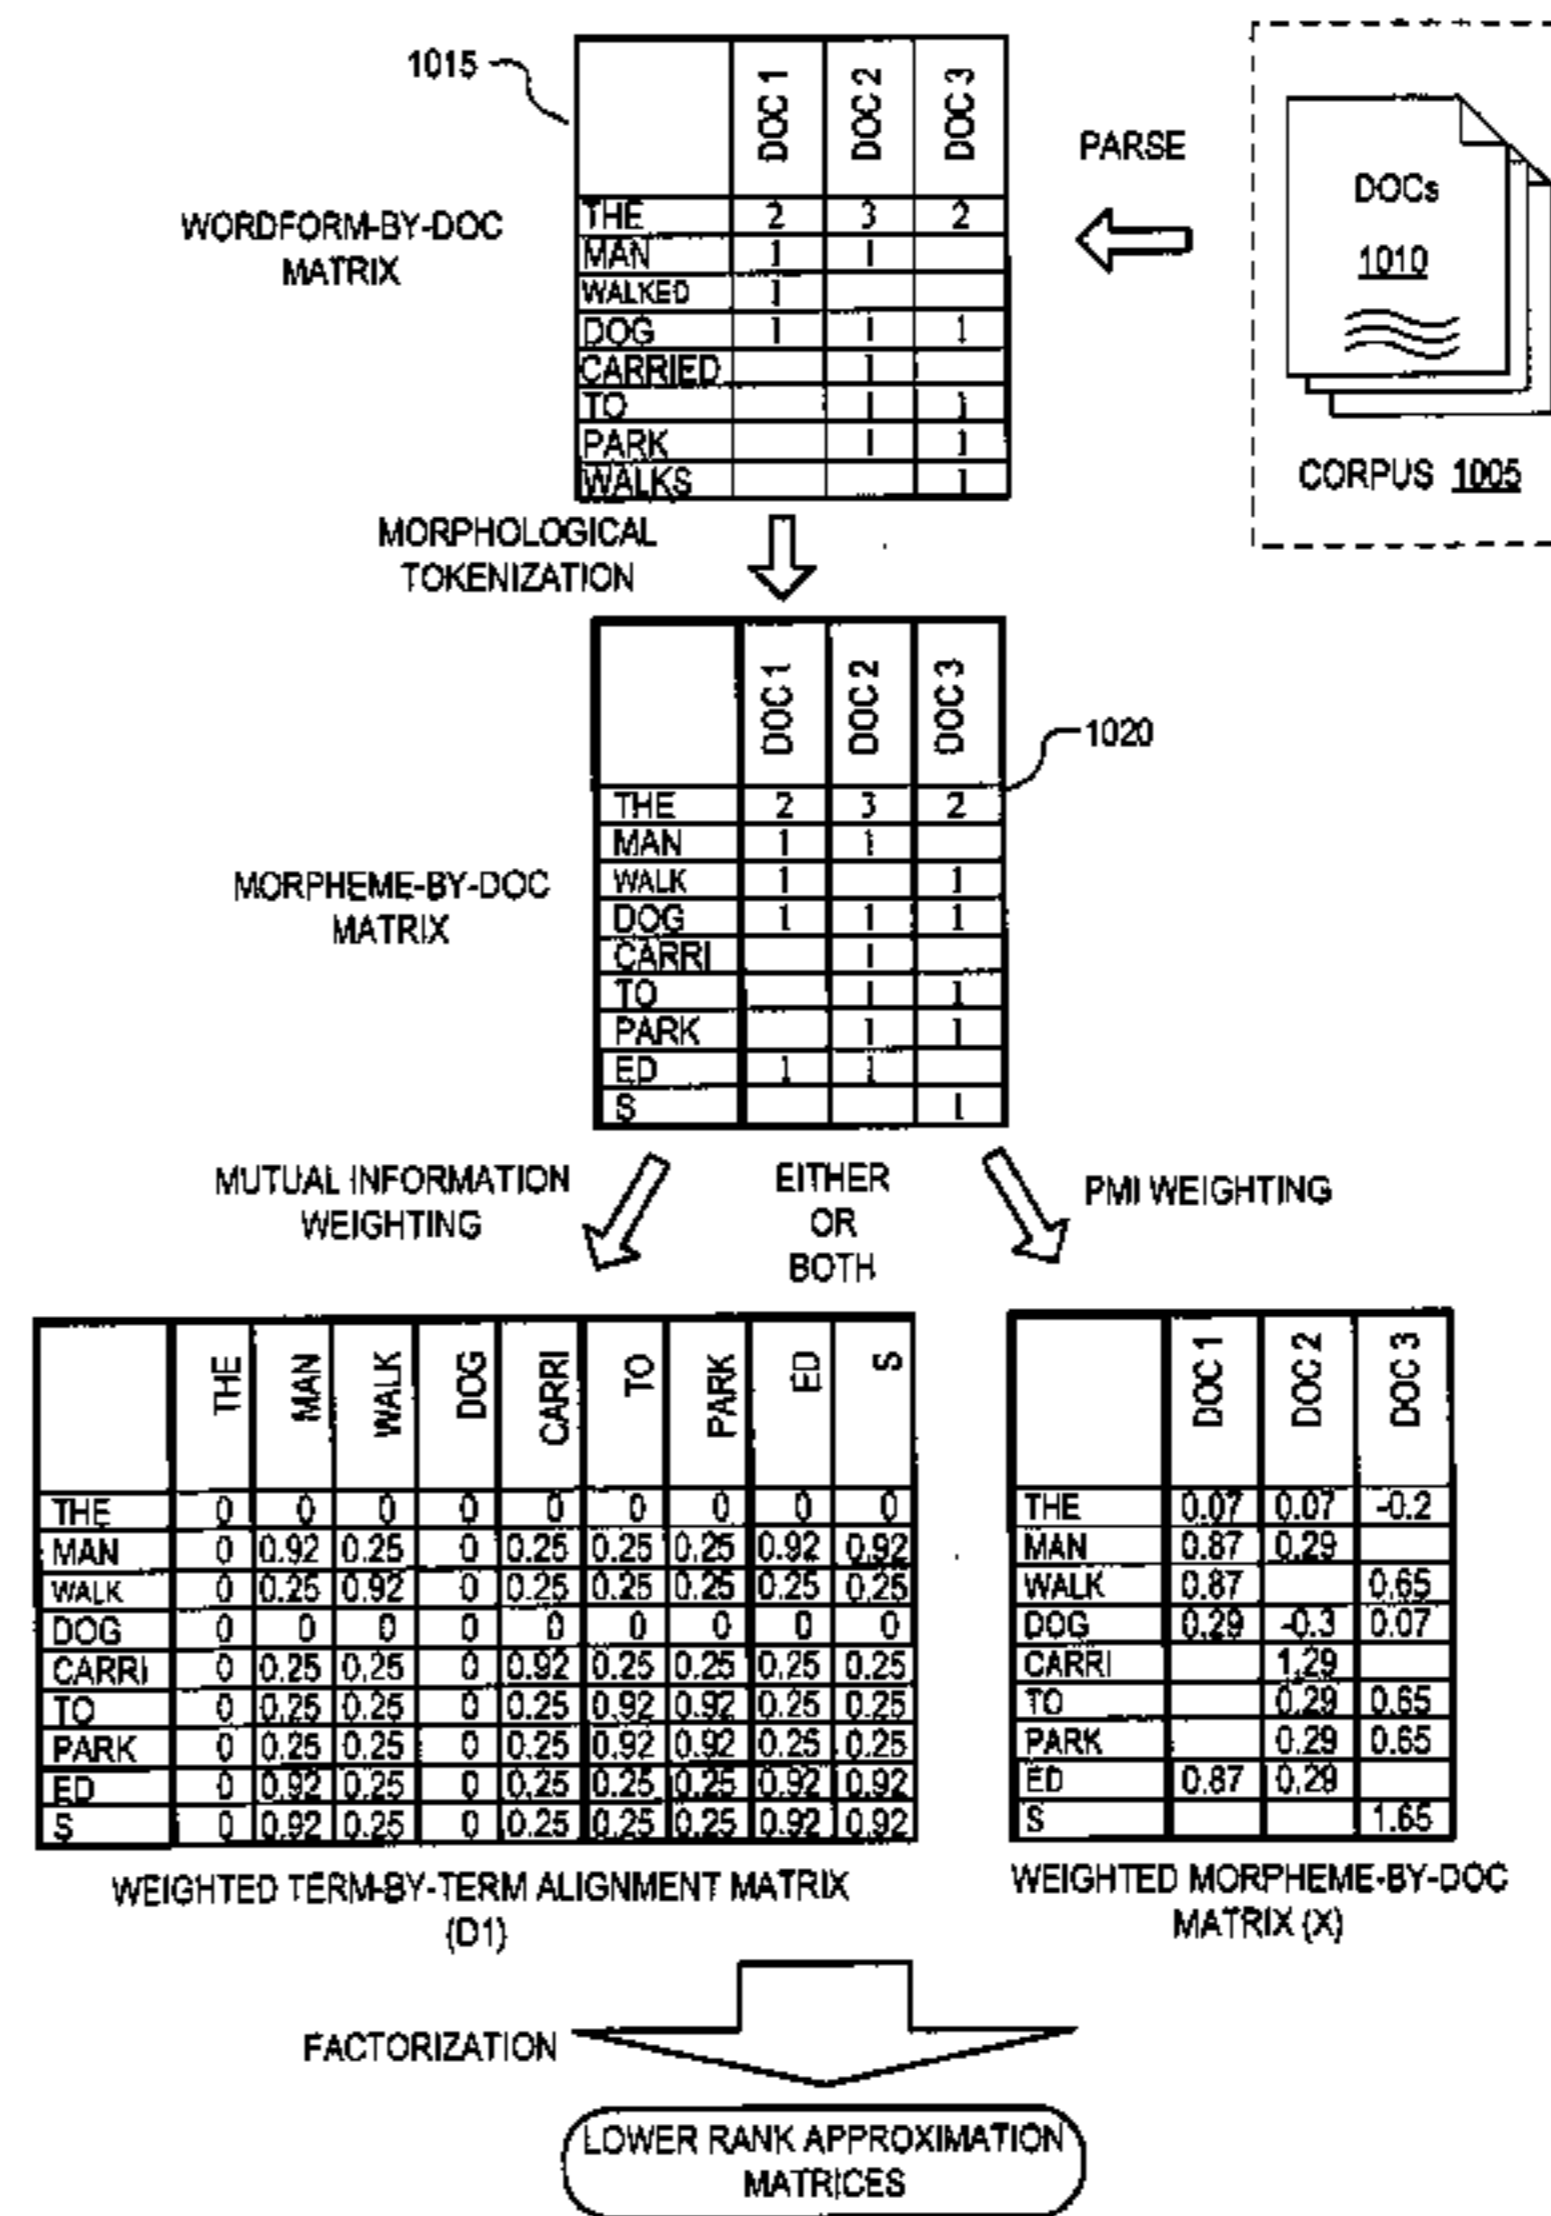 1015
DOC 1 DOC 2 DOC 3
THE 2 3 2
MAN 1 1
WALKED 1
DOG 1 1 1
CARRIED 1
TO 1 1
PARK 1 1
WALKS 1
WORDFORM-BY-DOC
MATRIX
PARSE
DOCs
1010
CORPUS 1005
MORPHOLOGICAL
TOKENIZATION
DOC 1 DOC 2 DOC 3
1020
THE 2 3 2
MAN 1 1
WALK 1 1
DOG 1 1 1
CARRI 1
TO 1 1
PARK 1 1
ED 1 1
S 1
MORPHEME-BY-DOC
MATRIX
MUTUAL INFORMATION
WEIGHTING
EITHER
OR
BOTH
PMI WEIGHTING
THE MAN WALK DOG CARRI TO PARK ED S
THE 0 0 0 0 0 0 0 0 0
MAN 0 0.92 0.25 0 0.25 0.25 0.25 0.92 0.92
WALK 0 0.25 0.92 0 0.25 0.25 0.25 0.25 0.25
DOG 0 0 0 0 0 0 0 0 0
CARRI 0 0.25 0.25 0 0.92 0.25 0.25 0.25 0.25
TO 0 0.25 0.25 0 0.25 0.92 0.92 0.25 0.25
PARK 0 0.25 0.25 0 0.25 0.92 0.92 0.25 0.25
ED 0 0.92 0.25 0 0.25 0.25 0.25 0.92 0.92
S 0 0.92 0.25 0 0.25 0.25 0.25 0.92 0.92
WEIGHTED TERM-BY-TERM ALIGNMENT MATRIX
(D1)
DOC 1 DOC 2 DOC 3
THE 0.07 0.07 -0.2
MAN 0.87 0.29
WALK 0.87 0.65
DOG 0.29 -0.3 0.07
CARRI 1.29
TO 0.29 0.65
PARK 0.29 0.65
ED 0.87 0.29
S 1.65
WEIGHTED MORPHEME-BY-DOC
MATRIX (X)
FACTORIZATION
LOWER RANK APPROXIMATION
MATRICES